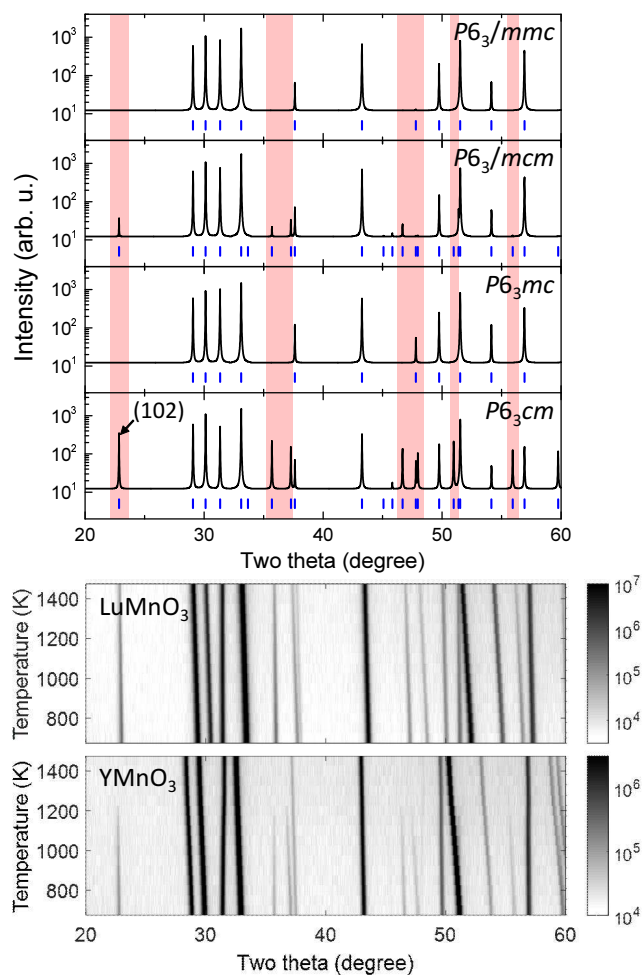 Intensity (arb. u.)
10³
10²
10¹
P6₃/mmc
10³
10²
10¹
P6₃/mcm
10³
10²
10¹
P6₃mc
10³
10²
10¹
(102)
P6₃cm
20 30 40 50 60
Two theta (degree)
Temperature (K)
1400
1200
1000
800
LuMnO₃
10⁷
10⁶
10⁵
10⁴
Temperature (K)
1400
1200
1000
800
YMnO₃
10⁶
10⁵
10⁴
20 30 40 50 60
Two theta (degree)